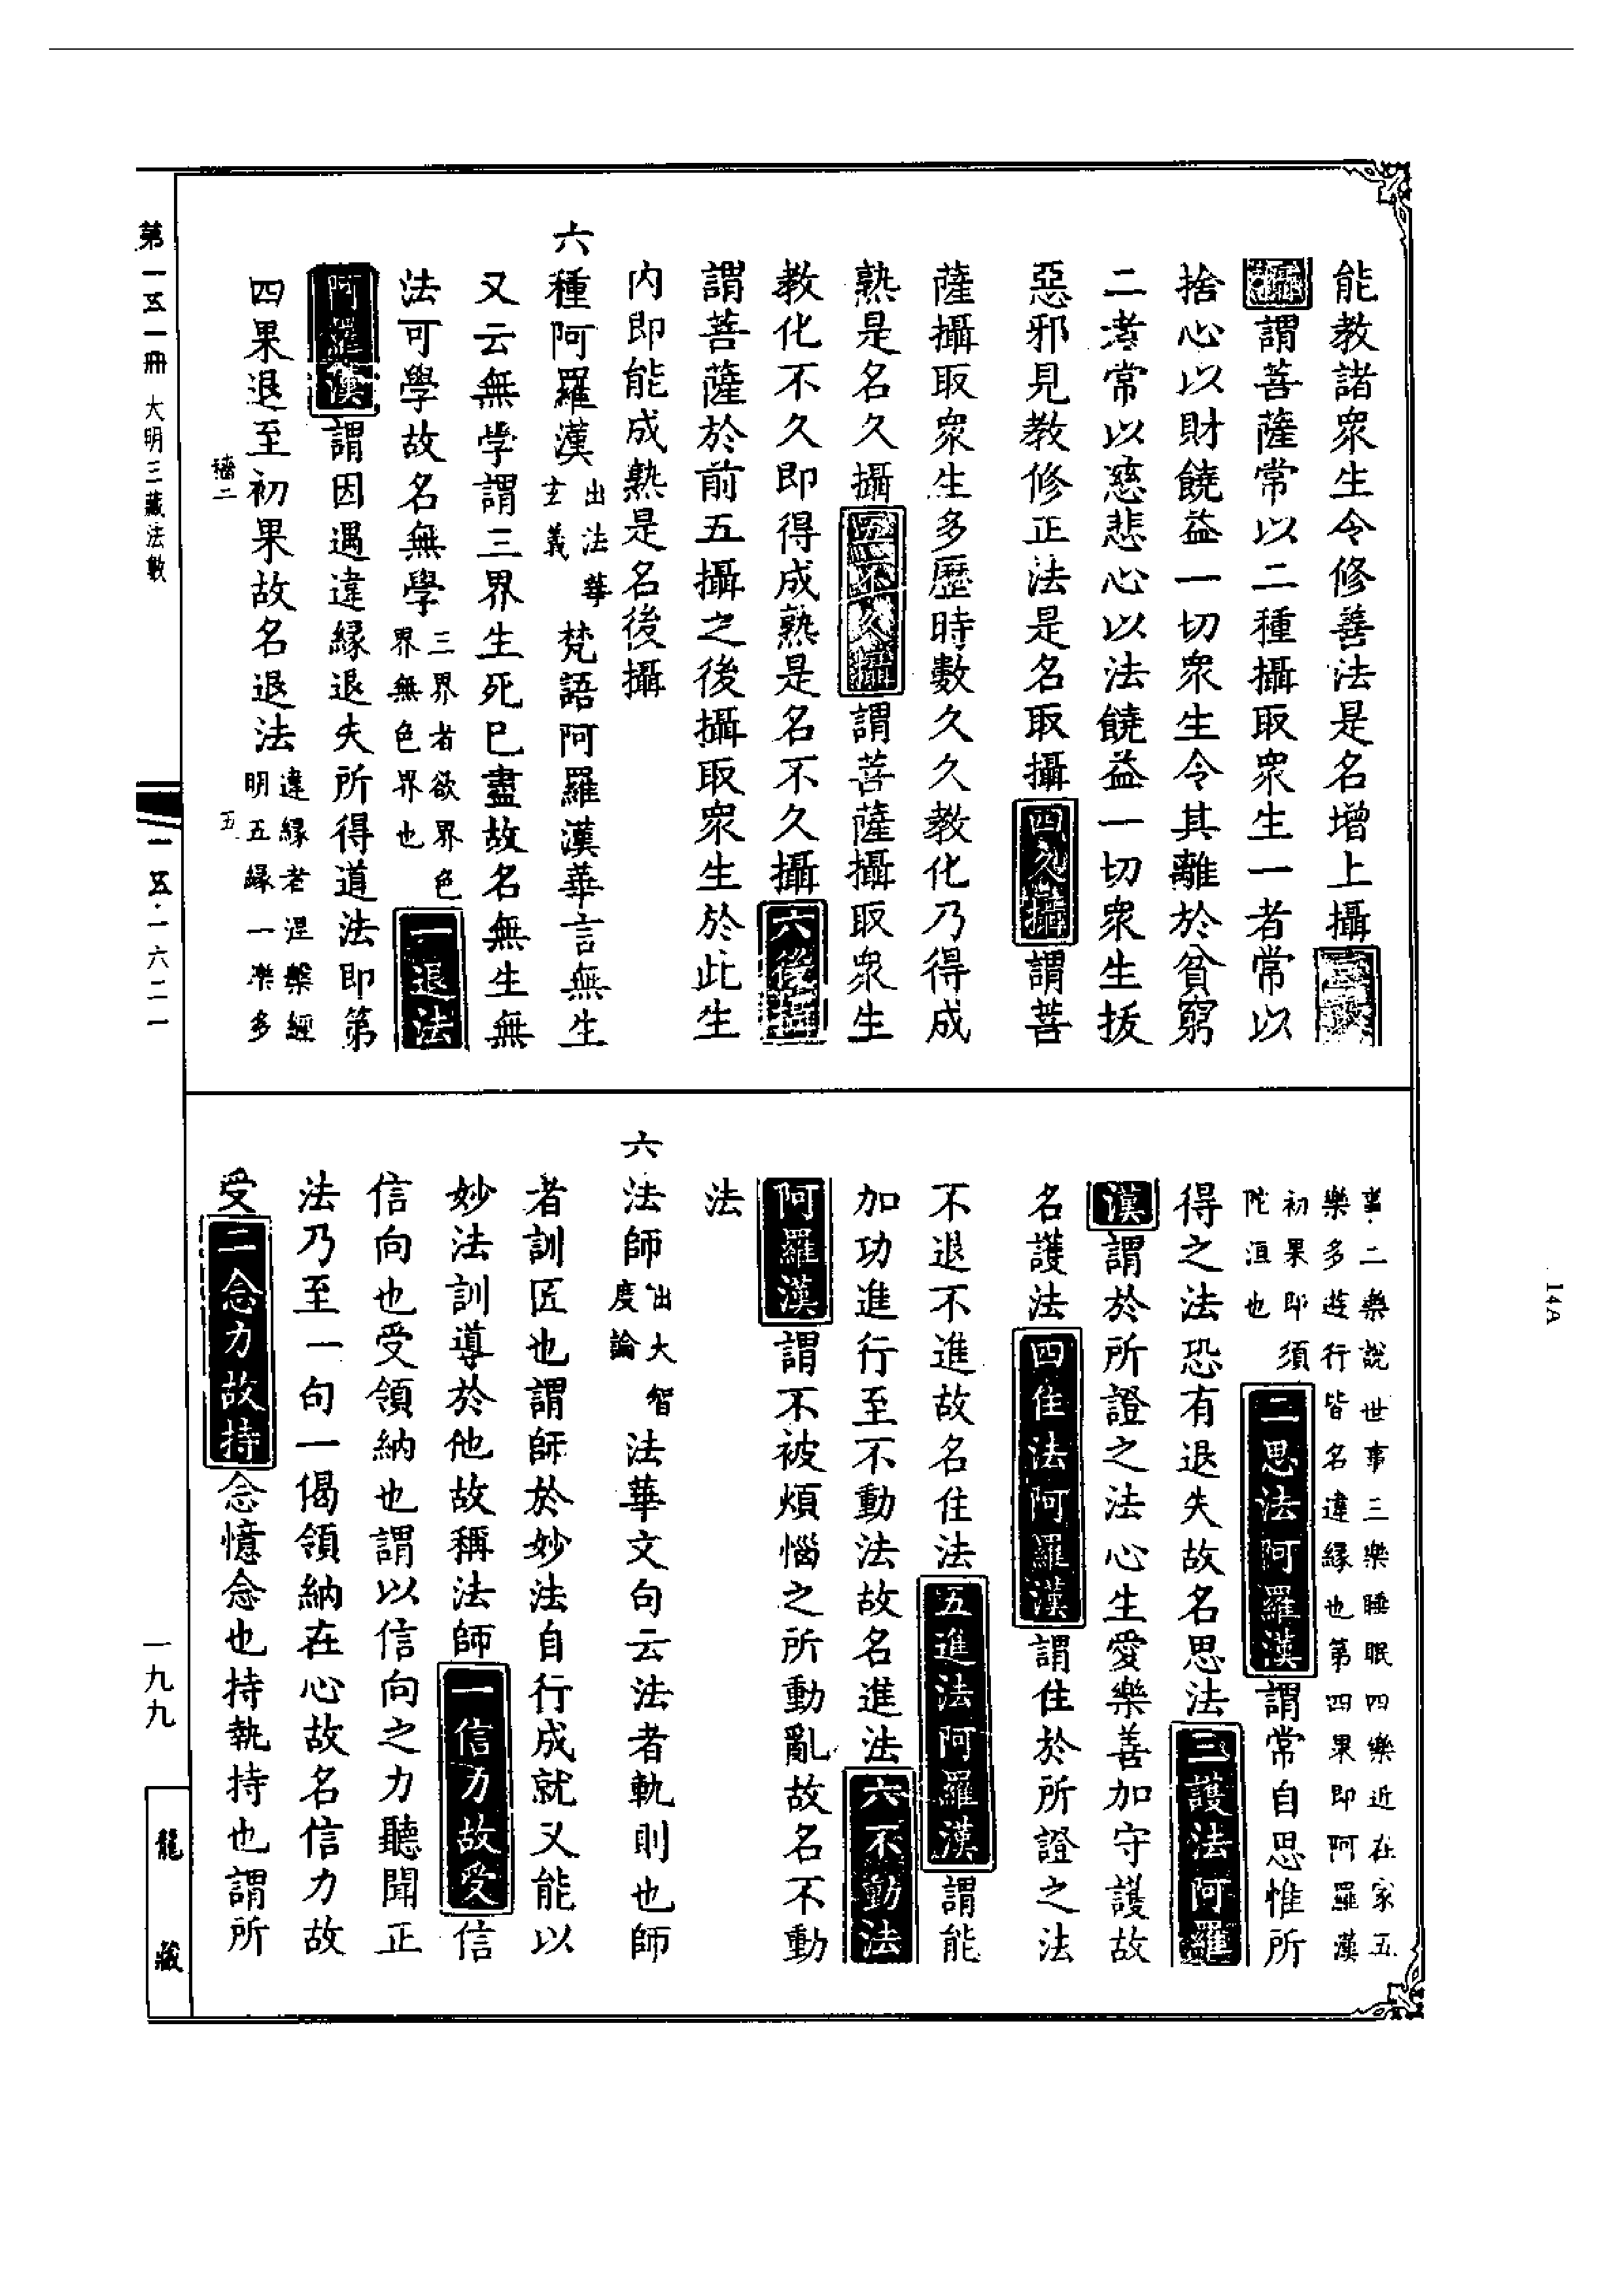 能教諸衆生令修善法是名增上攝三取
攝謂菩薩常以二種攝取衆生一者常以
捨心以財饒益一切衆生令其離於貧窮
二者常以慈悲心以法饒益一切衆生拔
惡邪見教修正法是名取攝四久攝謂菩
薩攝取衆生多歷時數久久教化乃得成
熟是名久攝五不久攝謂菩薩攝取衆生
教化不久即得成熟是名不久攝六後攝
謂菩薩於前五攝之後攝取衆生於此生
内即能成熟是名後攝
六種阿羅漢出法華玄義梵語阿羅漢華言無生
又云無学謂三界生死已盡故名無生無
法可學故名無學三界者欲界色界無色界也一退法
阿羅漢謂因遇違縁退失所得道法即第
四果退至初果故名退法違縁者涅槃經明五縁一樂多
事二樂説世事三樂睡眠四樂近在家五
樂多遊行皆名違縁也第四果即阿羅漢
初果即須陀洹也二思法阿羅漢謂常自思惟所
得之法恐有退失故名思法三護法阿羅
漢謂於所證之法心生愛樂善加守護故
名護法四住法阿羅漢謂住於所證之法
不退不進故名住法五進法阿羅漢謂能
加功進行至不動法故名進法六不動法
阿羅漢謂不被煩惱之所動亂故名不動
法
六法師出大智度論法華文句云法者軌則也師
者訓匠也謂師於妙法自行成就又能以
妙法訓導於他故稱法師一信力故受信
信向也受領納也謂以信向之力聽聞正
法乃至一句一偈領納在心故名信力故
受二念力故持念憶念也持執持也謂所
第一五一冊 大明三藏法數
一五·一六二一
一九九
龍藏
五
14A